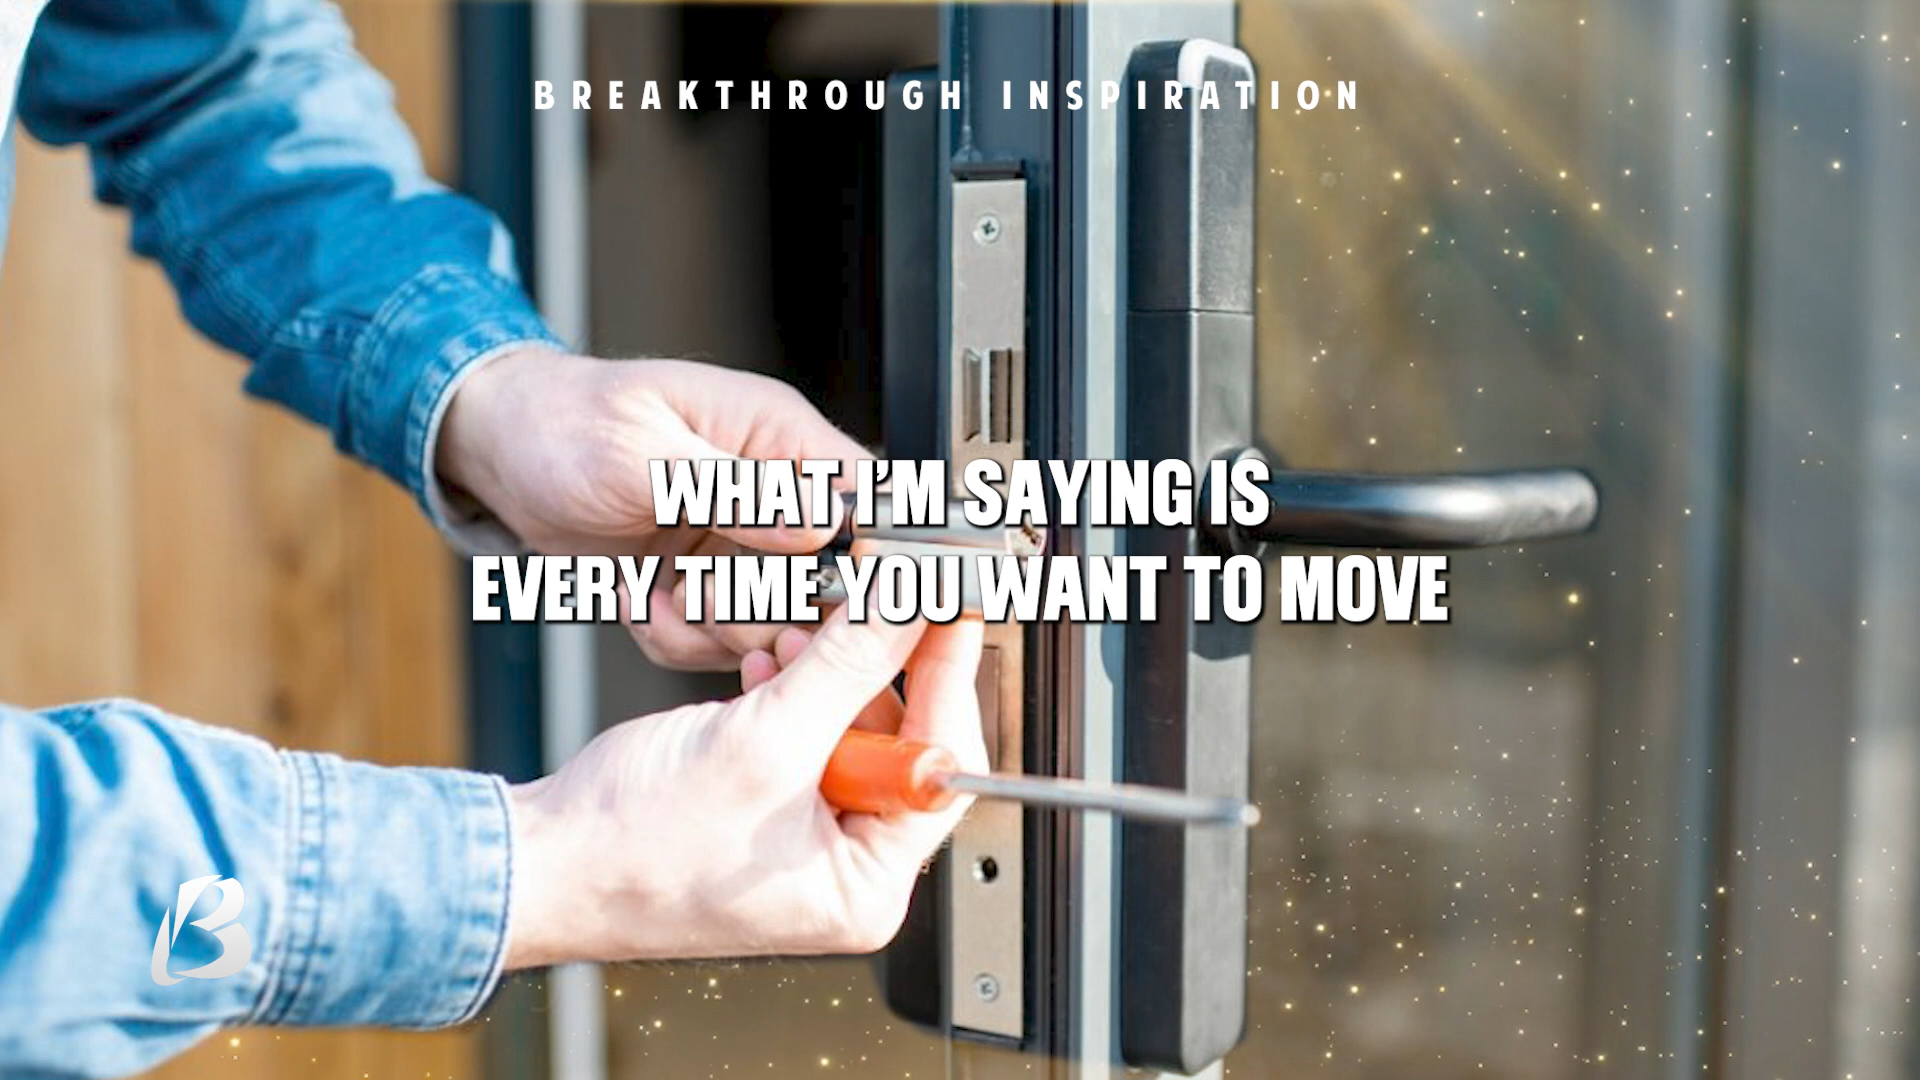 BREAKTHROUGH INSPIRATION
WHAT I'M SAYING IS
EVERY TIME YOU WANT TO MOVE
B